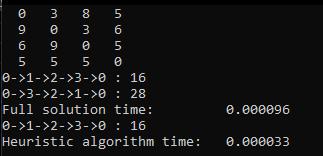 0 3 8 5
9 0 3 6
6 9 0 5
5 5 5 0
0->1->2->3->0 : 16
0->3->2->1->0 : 28
Full solution time: 0.000096
0->1->2->3->0 : 16
Heuristic algorithm time: 0.000033